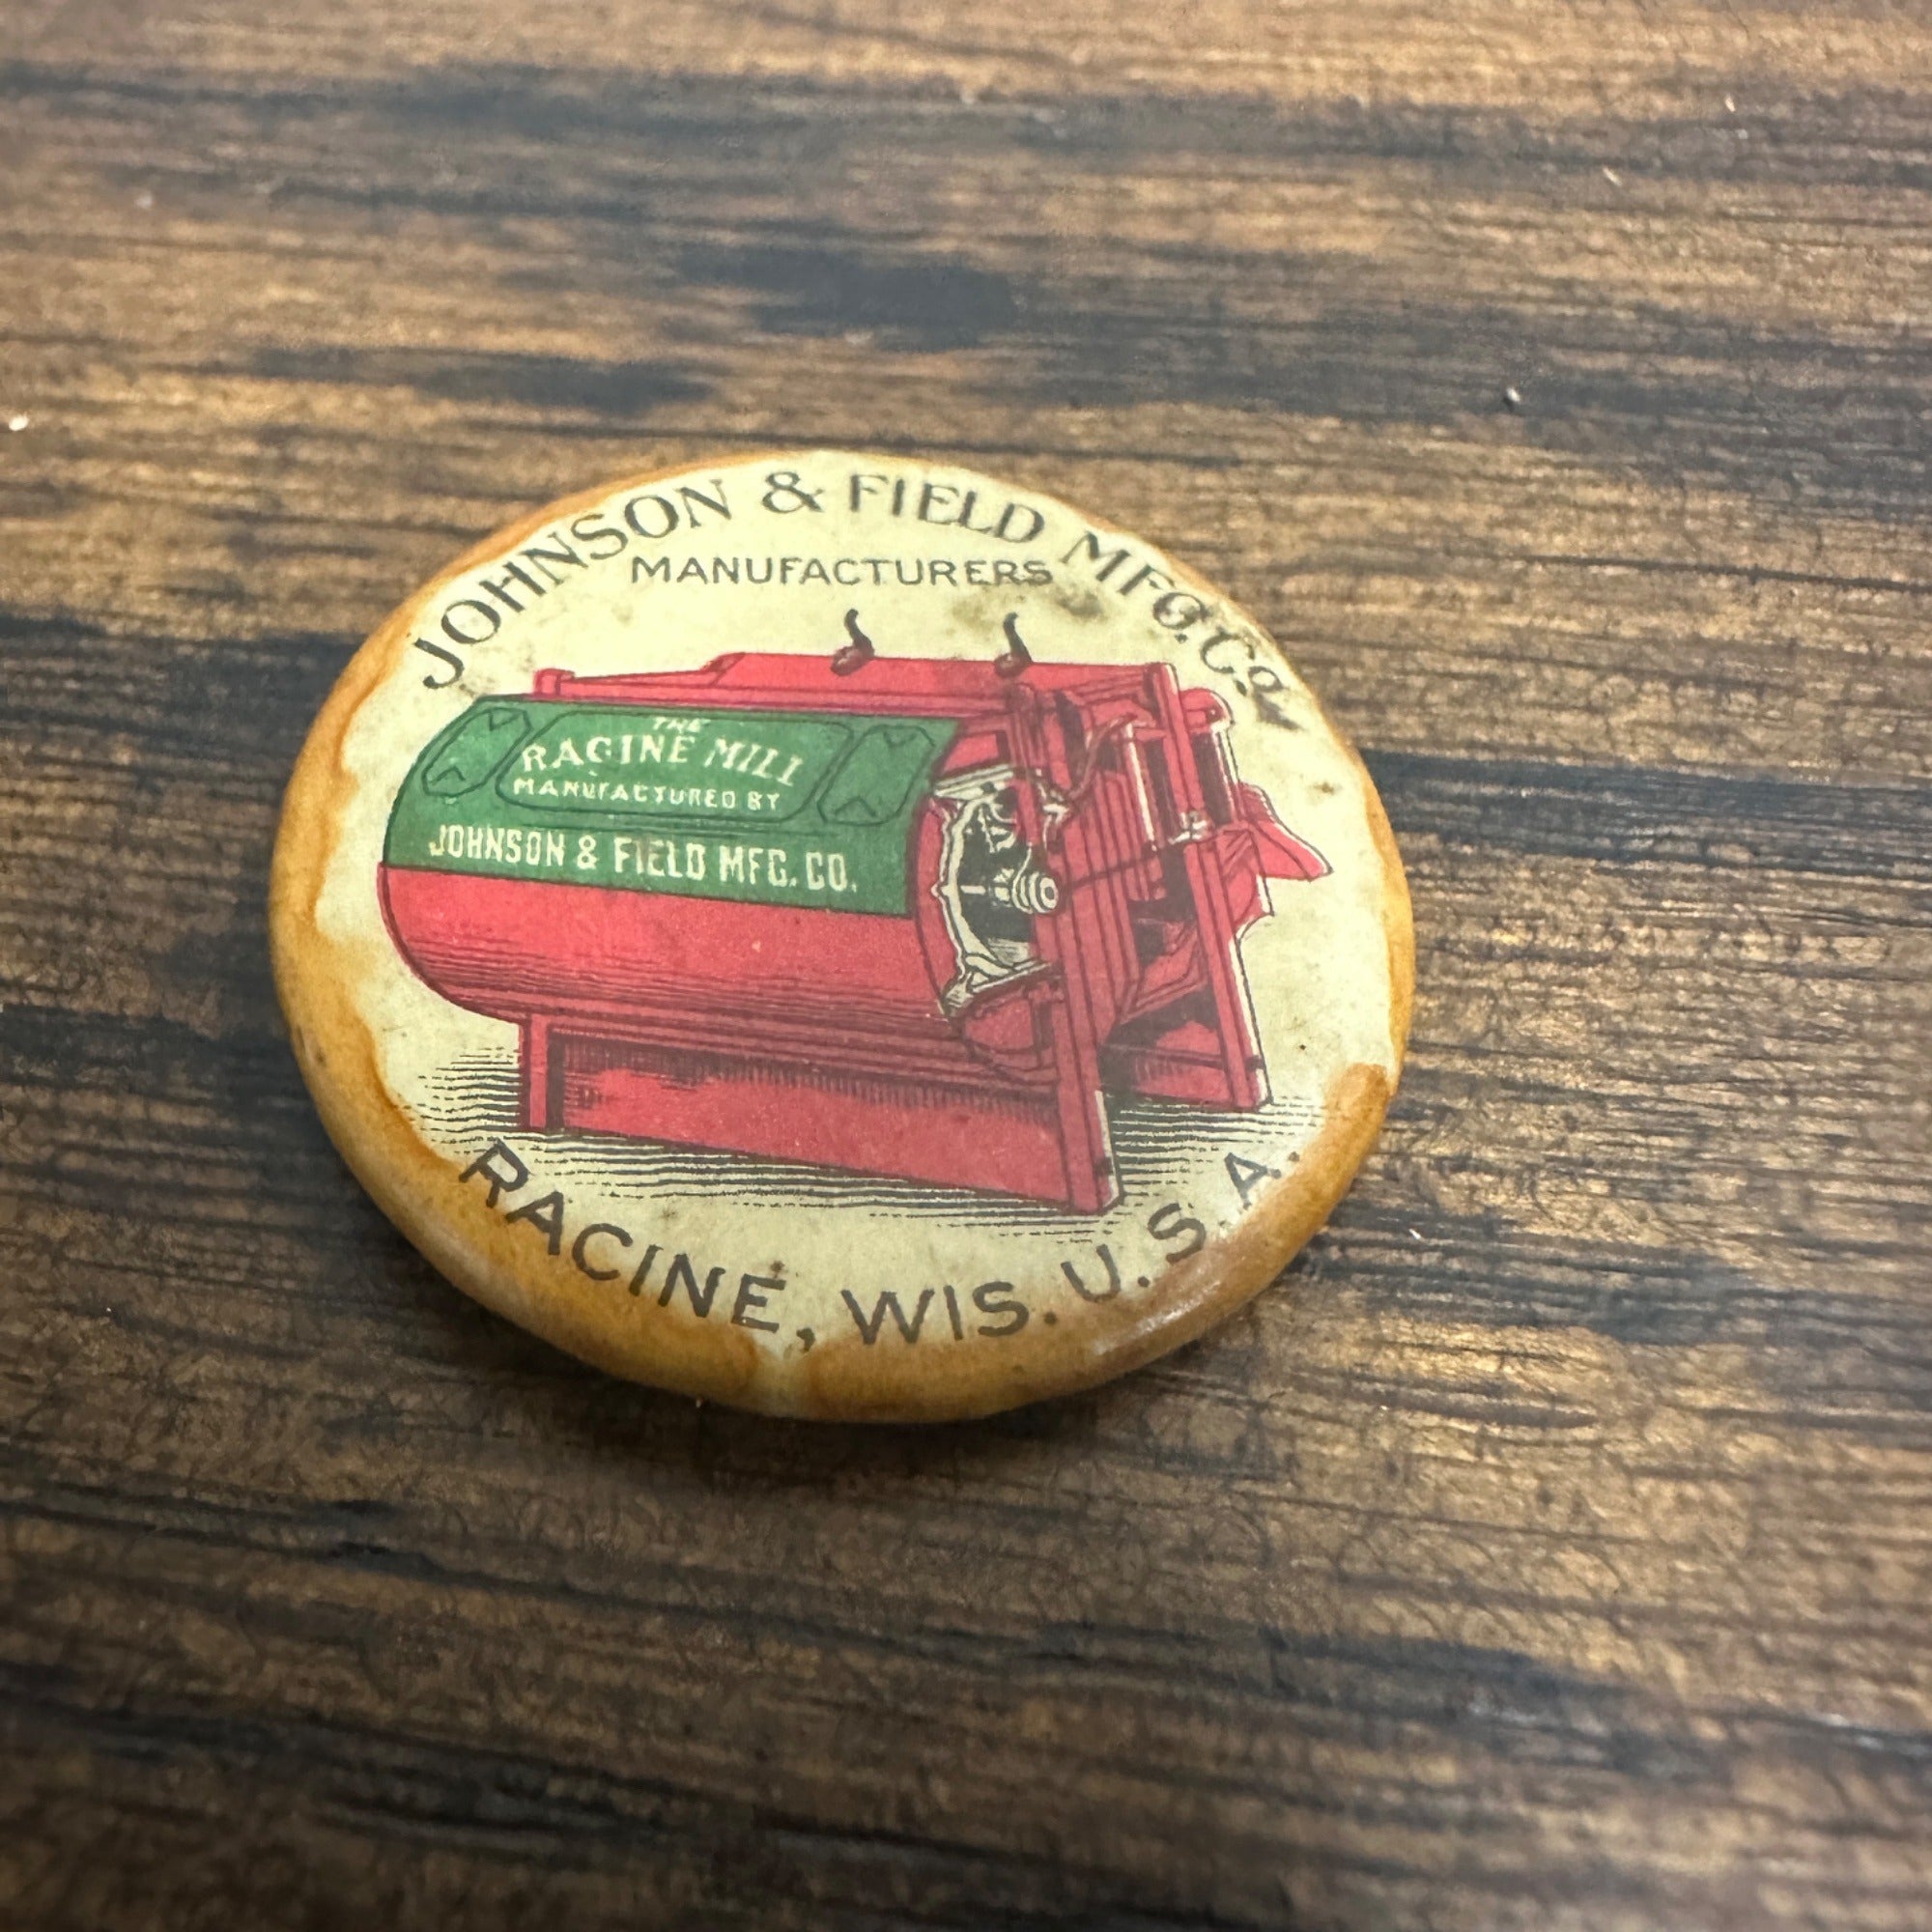 JOHNSON & FIELD MFG. CO.
MANUFACTURERS
THE
RACINE MILL
MANUFACTURED BY
JOHNSON & FIELD MFG. CO.
RACINE, WIS. U.S.A.